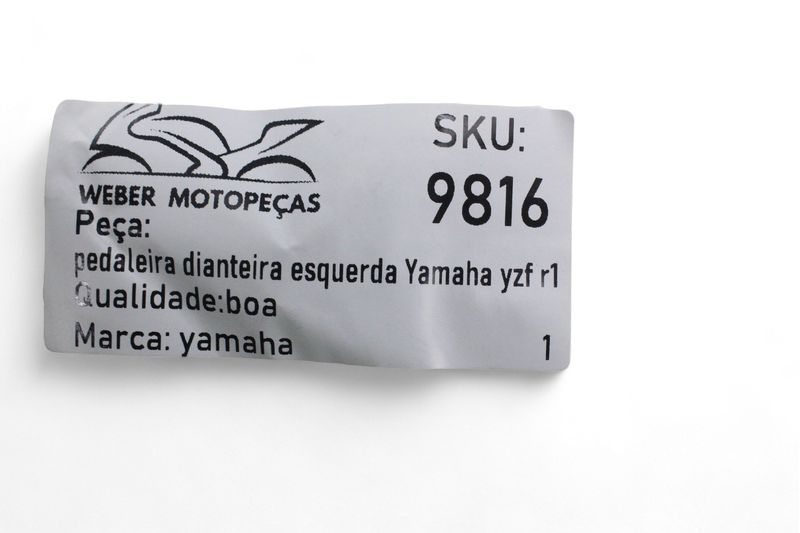 WEBER MOTOPEÇAS
SKU:
9816
Peça:
pedaleira dianteira esquerda Yamaha yzf r1
Qualidade:boa
Marca: yamaha
1